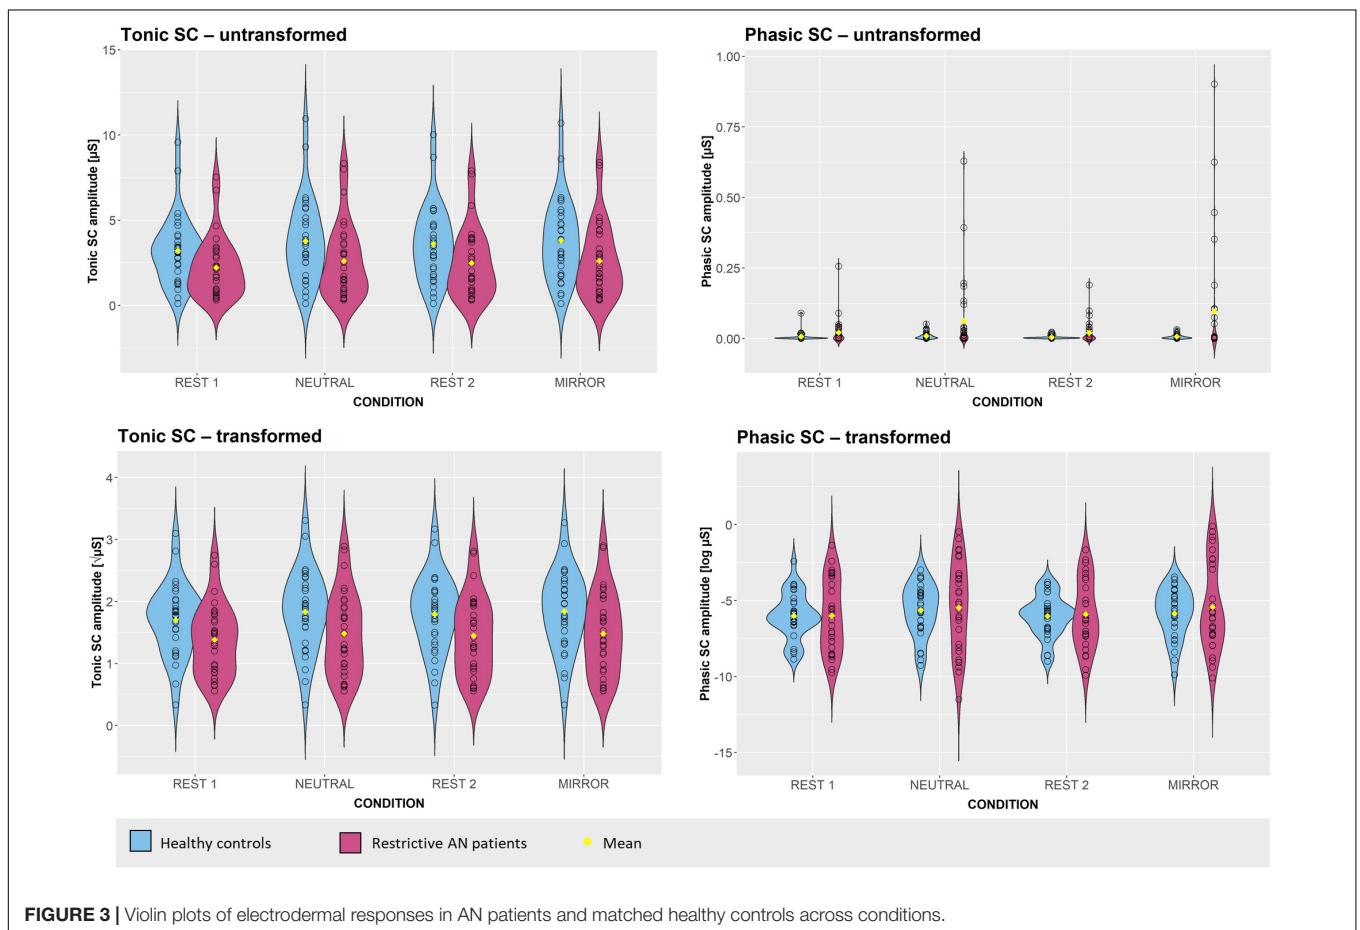 Tonic SC – untransformed
Tonic SC amplitude [µS]
15
10
5
0
REST 1 NEUTRAL REST 2 MIRROR
CONDITION
Phasic SC – untransformed
Phasic SC amplitude [µS]
1.00
0.75
0.50
0.25
0.00
REST 1 NEUTRAL REST 2 MIRROR
CONDITION
Tonic SC – transformed
Tonic SC amplitude [√µS]
4
3
2
1
0
REST 1 NEUTRAL REST 2 MIRROR
CONDITION
Phasic SC – transformed
Phasic SC amplitude [log µS]
0
-5
-10
-15
REST 1 NEUTRAL REST 2 MIRROR
CONDITION
Healthy controls Restrictive AN patients Mean
FIGURE 3 | Violin plots of electrodermal responses in AN patients and matched healthy controls across conditions.